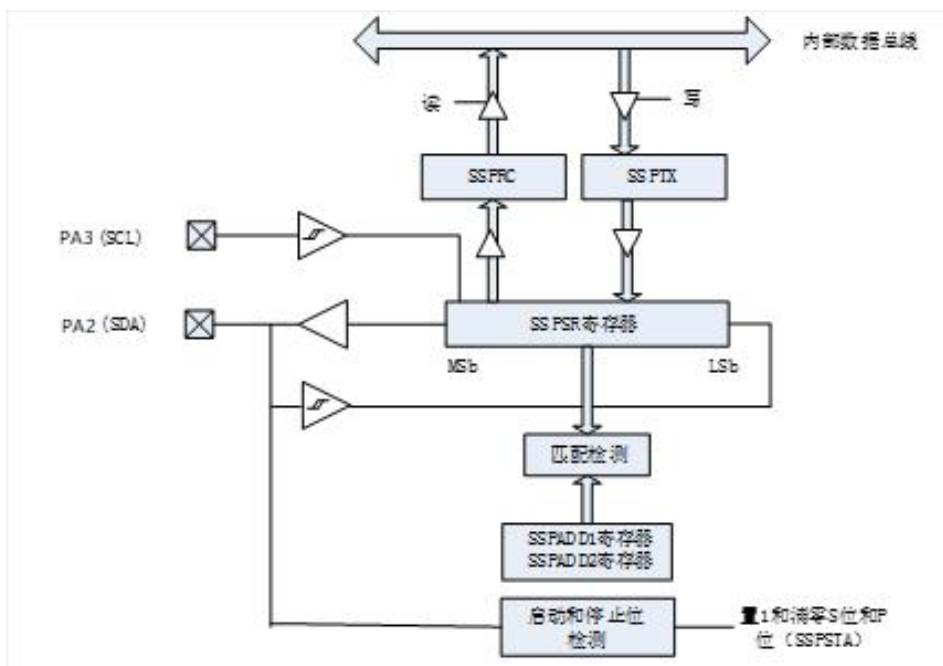 内部数据总线
读
写
SSPRC
SSPTX
PA3 (SCL)
PA2 (SDA)
SSPSR寄存器
MSb
LSb
匹配检测
SSPADD1寄存器
SSPADD2寄存器
启动和停止位
检测
置1和清零S位和P
位（SSPSTA）